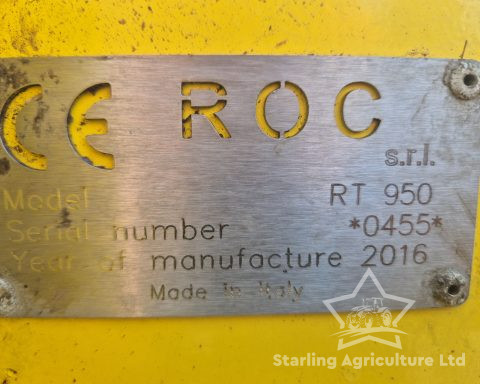 CE ROC
s.r.l.
Model RT 950
Serial number *0455*
Year of manufacture 2016
Made in Italy
Starling Agriculture Ltd